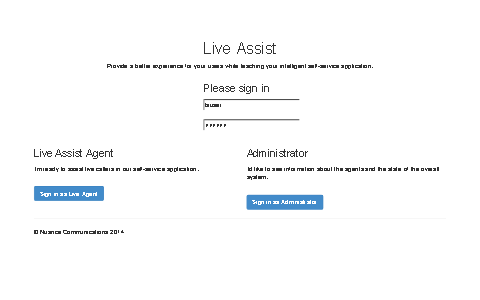 Live Assist
Provide a better experience for your users while teaching your intelligent self-service application.
Please sign in
••••••
Live Assist Agent
Administrator
I'm ready to assist live callers in our self-service application.
I'd like to see information about the agents and the state of the overall
system.
Sign in as Live Agent
Sign in as Administrator
© Nuance Communications 2014